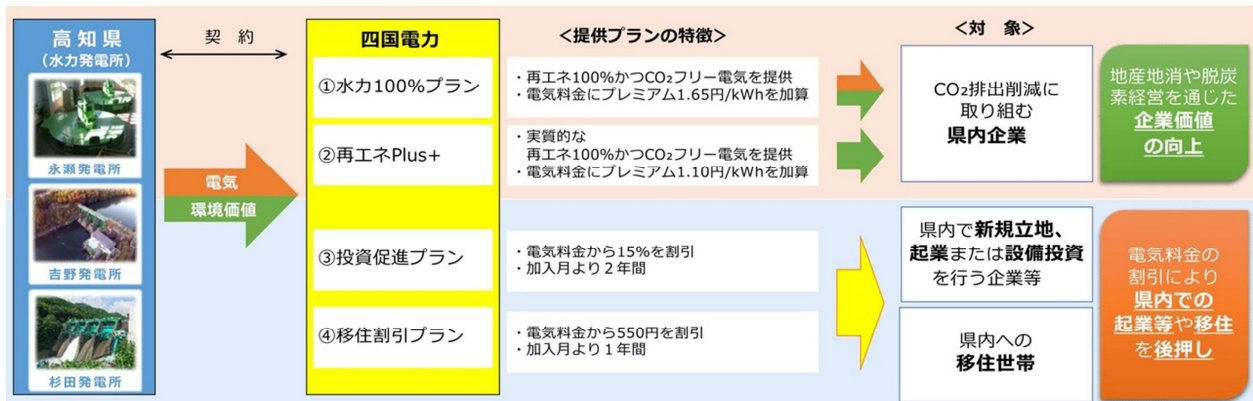 高知県
（水力発電所）
永瀬発電所
吉野発電所
杉田発電所
契　約
電気
環境価値
四国電力
①水力100%プラン
②再エネPlus+
③投資促進プラン
④移住割引プラン
＜提供プランの特徴＞
・再エネ100%かつCO₂フリー電気を提供
・電気料金にプレミアム1.65円/kWhを加算
・実質的な
再エネ100%かつCO₂フリー電気を提供
・電気料金にプレミアム1.10円/kWhを加算
・電気料金から15%を割引
・加入月より２年間
・電気料金から550円を割引
・加入月より１年間
＜対　象＞
CO₂排出削減に
取り組む
県内企業
県内で新規立地、
起業または設備投資
を行う企業等
県内への
移住世帯
地産地消や脱炭
素経営を通じた
企業価値
の向上
電気料金の
割引により
県内での
起業等や移住
を後押し